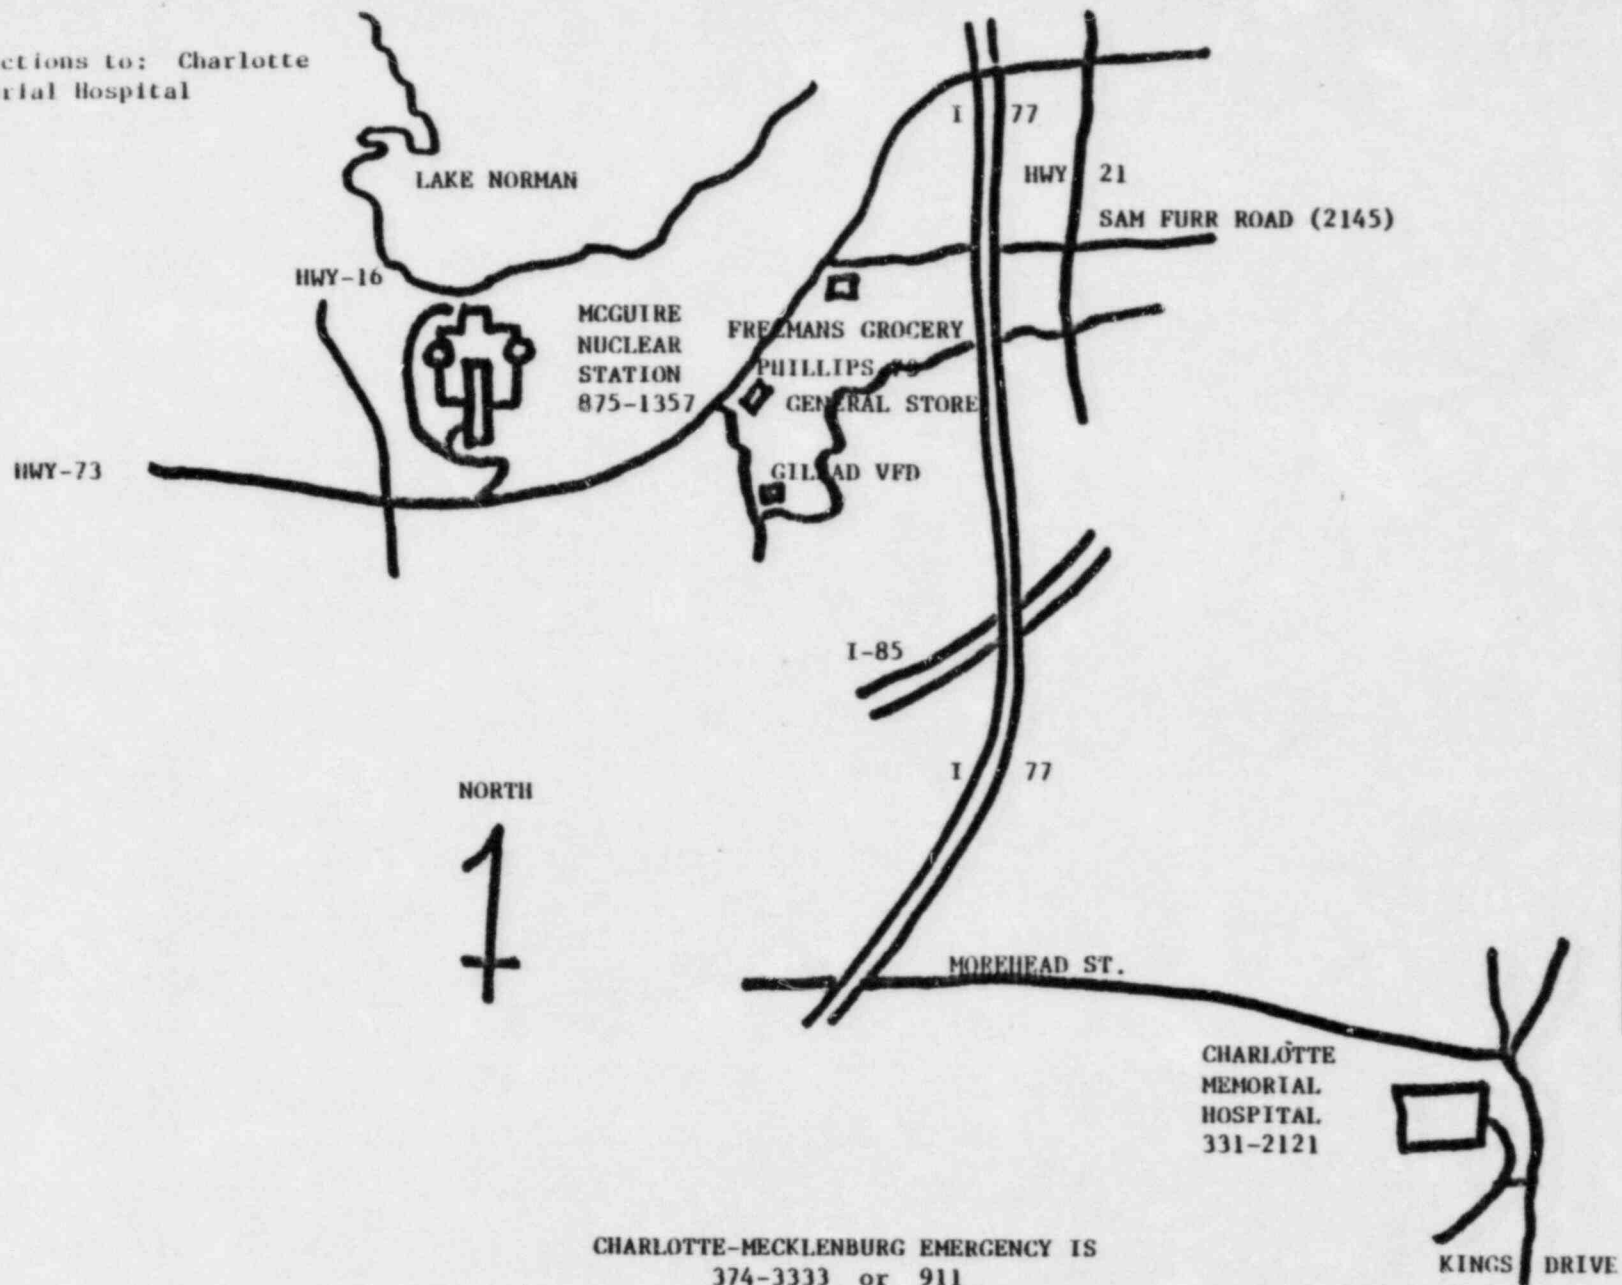 ctions to: Charlotte
rial Hospital
I 77
LAKE NORMAN
HWY 21
SAM FURR ROAD (2145)
HWY-16
MCGUIRE
NUCLEAR
STATION
875-1357
FREEMANS GROCERY
PHILLIPS
GENERAL STORE
HWY-73
GILEAD VFD
I-85
I 77
NORTH
MOREHEAD ST.
CHARLOTTE
MEMORIAL
HOSPITAL
331-2121
KINGS DRIVE
CHARLOTTE-MECKLENBURG EMERGENCY IS
374-3333 or 911